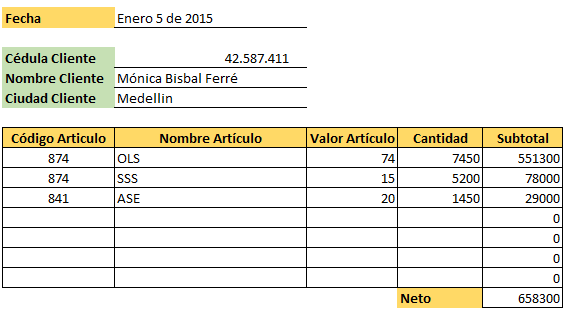 Fecha Enero 5 de 2015
Cédula Cliente 42.587.411
Nombre Cliente Mónica Bisbal Ferré
Ciudad Cliente Medellin
Código Articulo Nombre Artículo Valor Artículo Cantidad Subtotal
874 OLS 74 7450 551300
874 SSS 15 5200 78000
841 ASE 20 1450 29000
0
0
0
0
Neto 658300